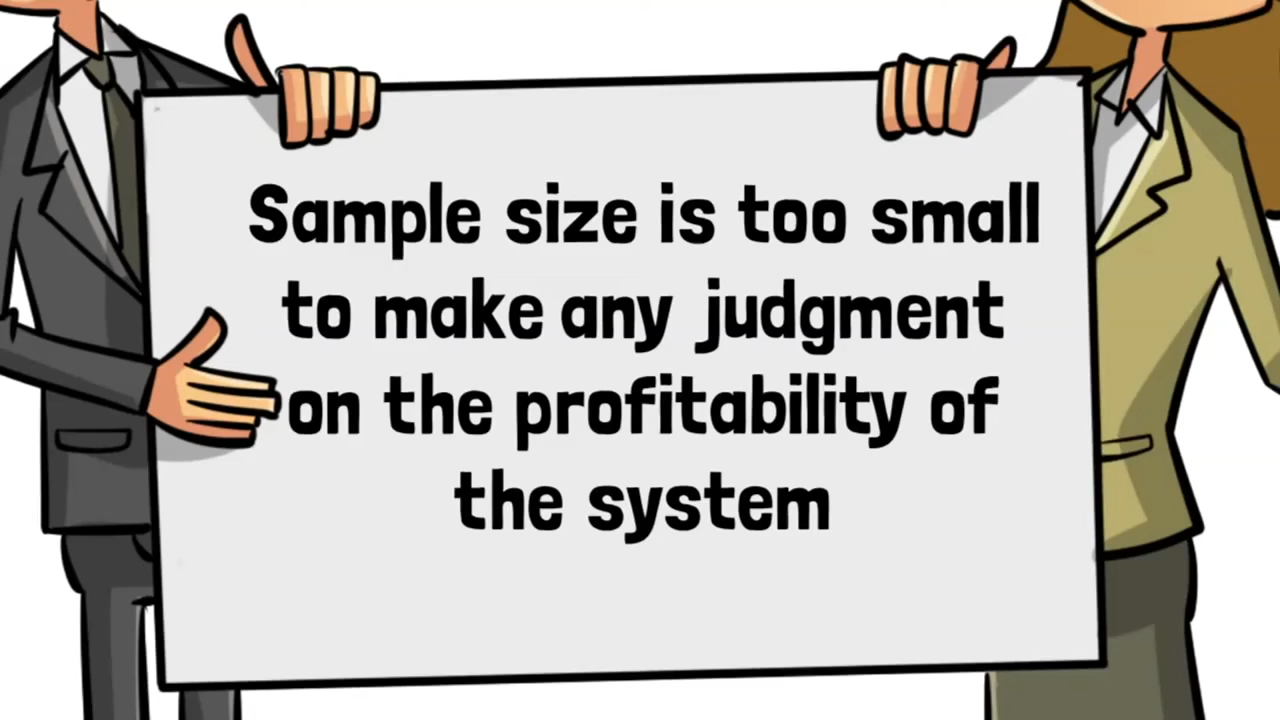 Sample size is too small
to make any judgment
on the profitability of
the system